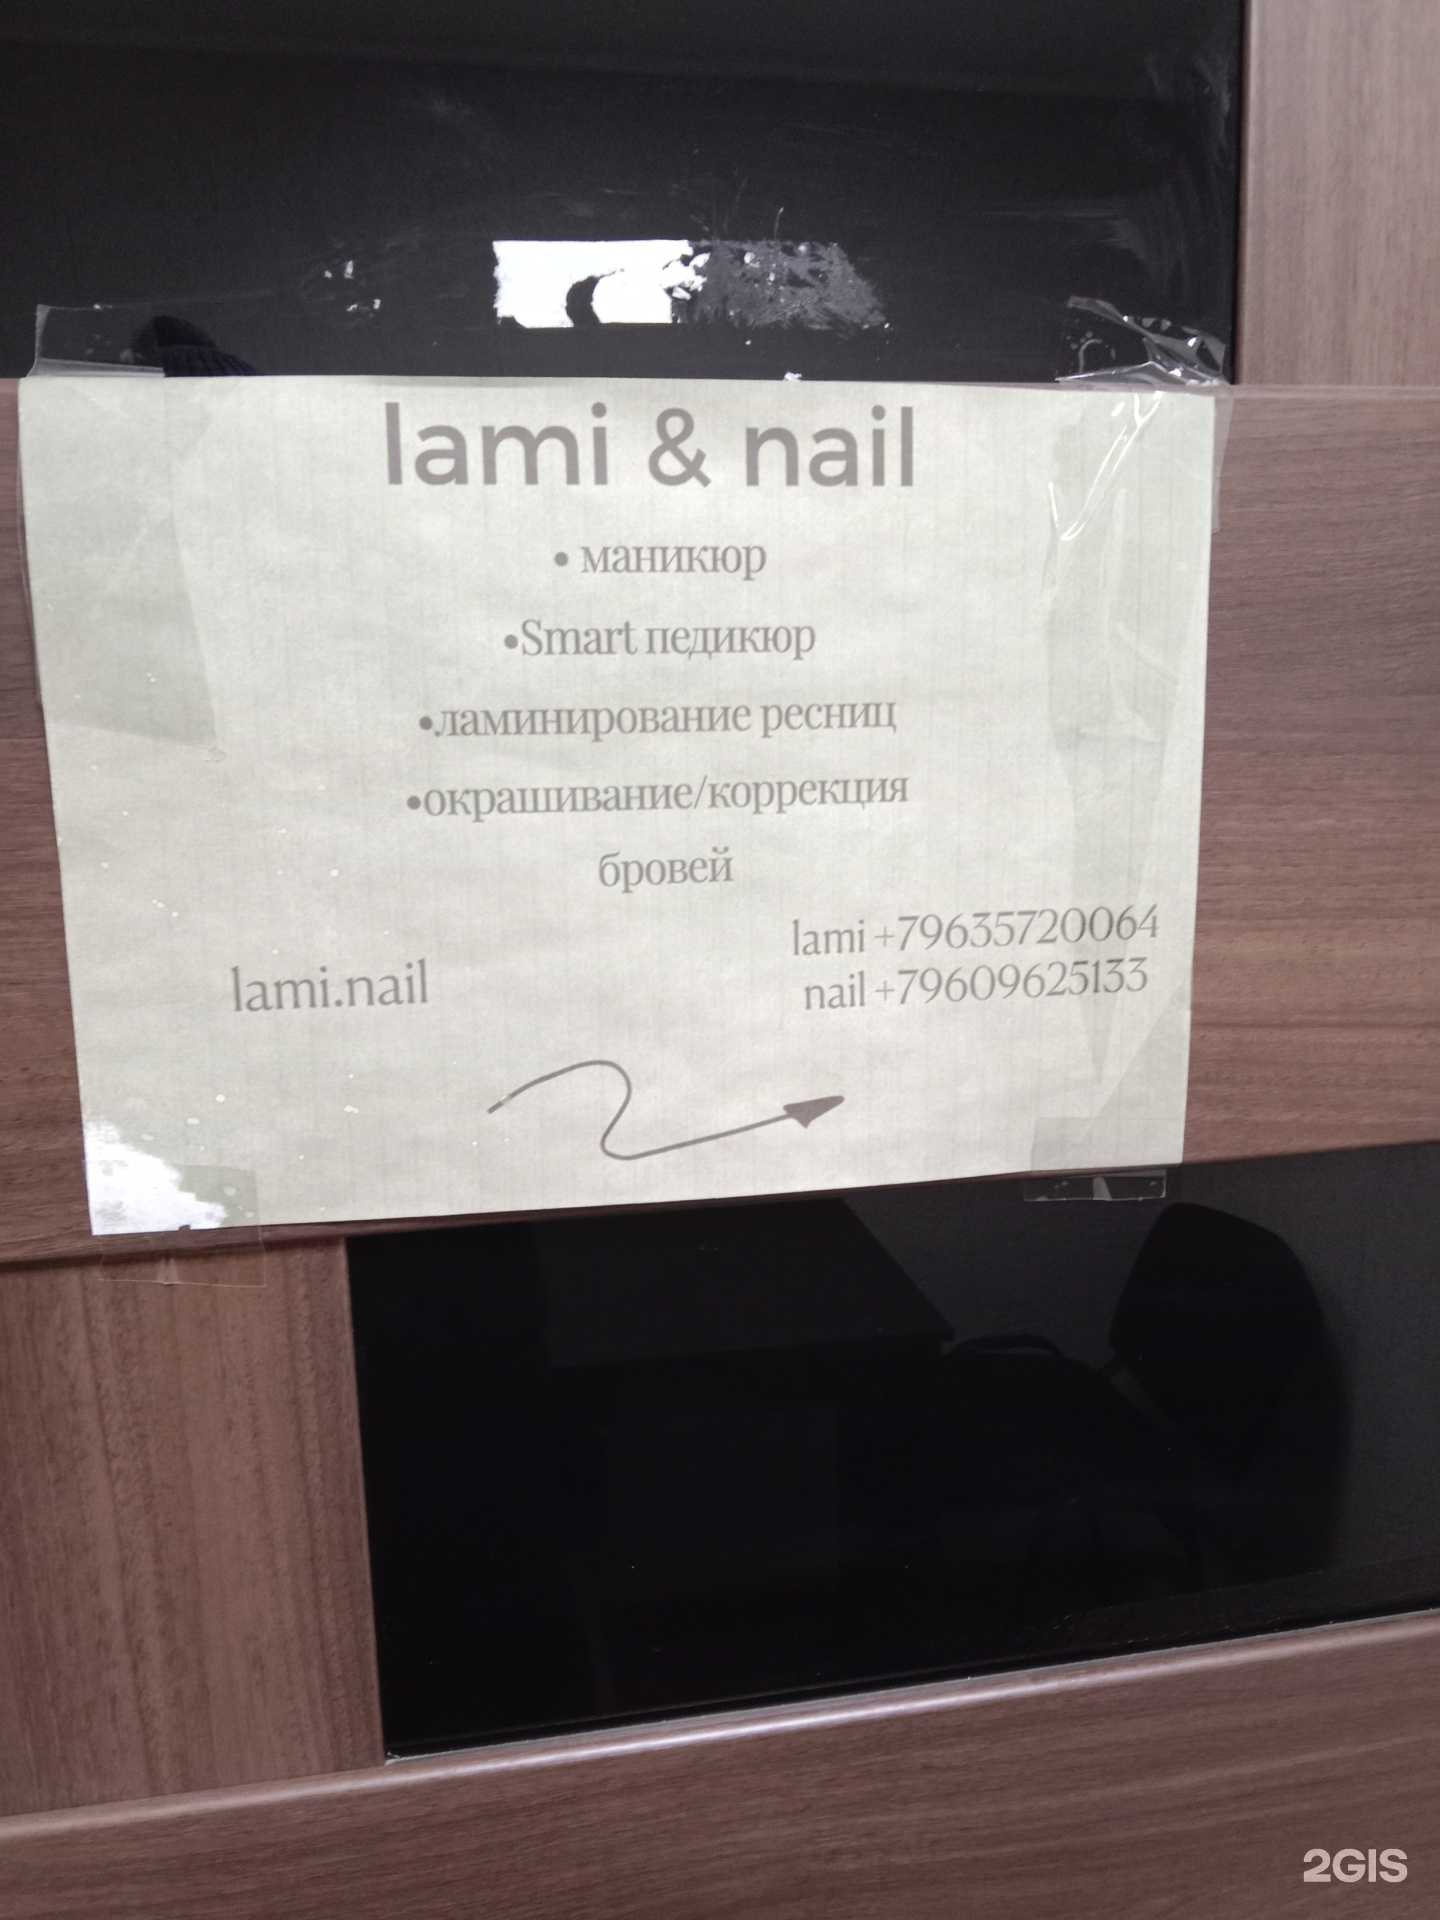 lami & nail
• маникюр
•Smart педикюр
•ламинирование ресниц
•окрашивание/коррекция
бровей
lami +79635720064
nail +79609625133
lami.nail
2GIS